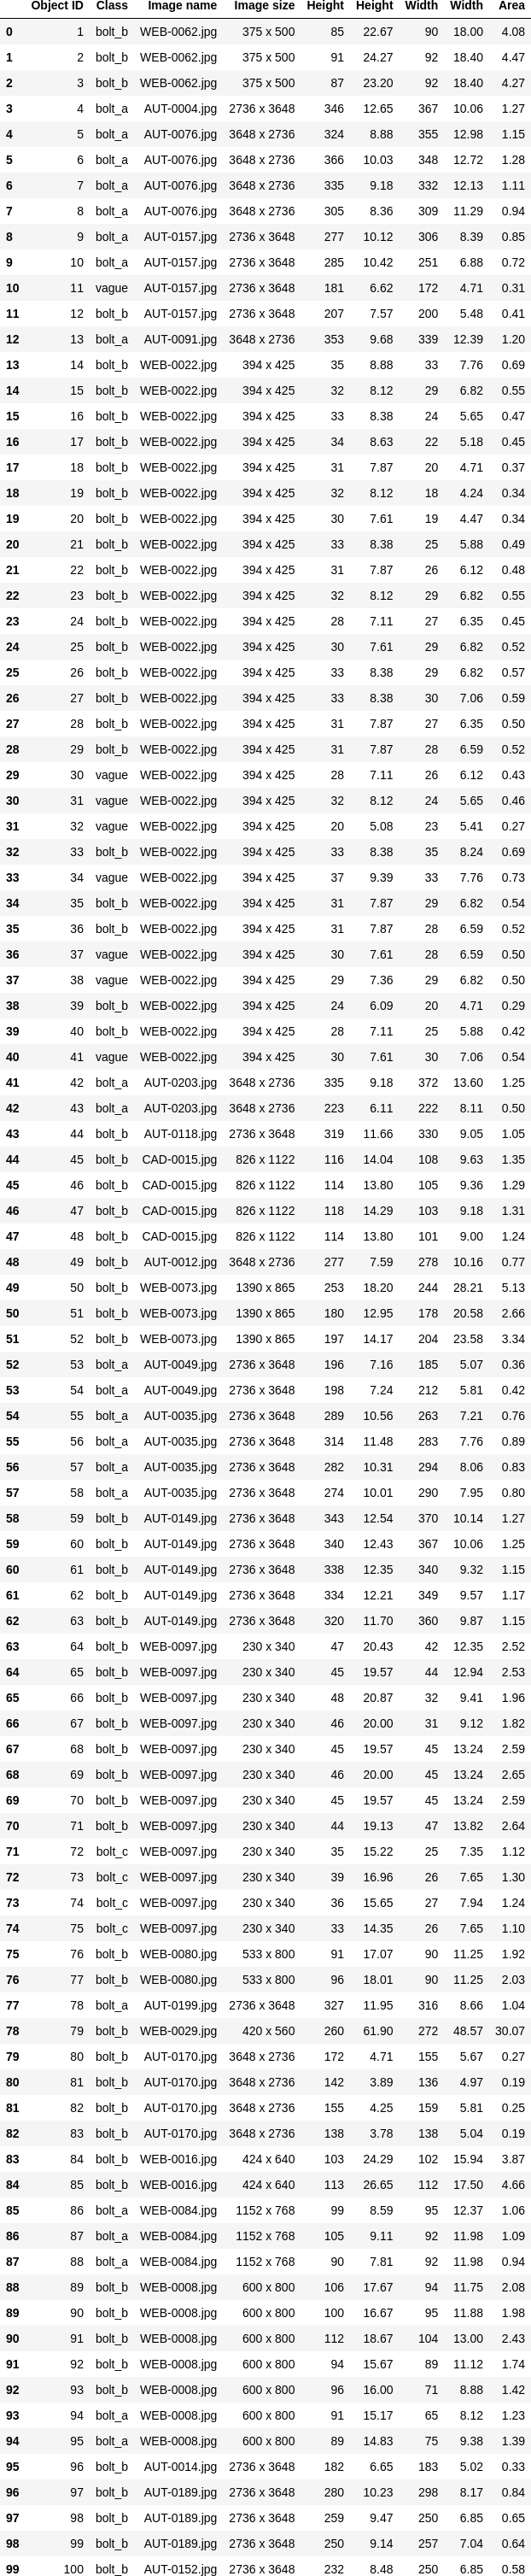 Object ID Class Image name Image size Height Height Width Width Area
0 1 bolt_b WEB-0062.jpg 375 x 500 85 22.67 90 18.00 4.08
1 2 bolt_b WEB-0062.jpg 375 x 500 91 24.27 92 18.40 4.47
2 3 bolt_b WEB-0062.jpg 375 x 500 87 23.20 92 18.40 4.27
3 4 bolt_a AUT-0004.jpg 2736 x 3648 346 12.65 367 10.06 1.27
4 5 bolt_a AUT-0076.jpg 3648 x 2736 324 8.88 355 12.98 1.15
5 6 bolt_a AUT-0076.jpg 3648 x 2736 366 10.03 348 12.72 1.28
6 7 bolt_a AUT-0076.jpg 3648 x 2736 335 9.18 332 12.13 1.11
7 8 bolt_a AUT-0076.jpg 3648 x 2736 305 8.36 309 11.29 0.94
8 9 bolt_a AUT-0157.jpg 2736 x 3648 277 10.12 306 8.39 0.85
9 10 bolt_a AUT-0157.jpg 2736 x 3648 285 10.42 251 6.88 0.72
10 11 vague AUT-0157.jpg 2736 x 3648 181 6.62 172 4.71 0.31
11 12 bolt_b AUT-0157.jpg 2736 x 3648 207 7.57 200 5.48 0.41
12 13 bolt_a AUT-0091.jpg 3648 x 2736 353 9.68 339 12.39 1.20
13 14 bolt_b WEB-0022.jpg 394 x 425 35 8.88 33 7.76 0.69
14 15 bolt_b WEB-0022.jpg 394 x 425 32 8.12 29 6.82 0.55
15 16 bolt_b WEB-0022.jpg 394 x 425 33 8.38 24 5.65 0.47
16 17 bolt_b WEB-0022.jpg 394 x 425 34 8.63 22 5.18 0.45
17 18 bolt_b WEB-0022.jpg 394 x 425 31 7.87 20 4.71 0.37
18 19 bolt_b WEB-0022.jpg 394 x 425 32 8.12 18 4.24 0.34
19 20 bolt_b WEB-0022.jpg 394 x 425 30 7.61 19 4.47 0.34
20 21 bolt_b WEB-0022.jpg 394 x 425 33 8.38 25 5.88 0.49
21 22 bolt_b WEB-0022.jpg 394 x 425 31 7.87 26 6.12 0.48
22 23 bolt_b WEB-0022.jpg 394 x 425 32 8.12 29 6.82 0.55
23 24 bolt_b WEB-0022.jpg 394 x 425 28 7.11 27 6.35 0.45
24 25 bolt_b WEB-0022.jpg 394 x 425 30 7.61 29 6.82 0.52
25 26 bolt_b WEB-0022.jpg 394 x 425 33 8.38 29 6.82 0.57
26 27 bolt_b WEB-0022.jpg 394 x 425 33 8.38 30 7.06 0.59
27 28 bolt_b WEB-0022.jpg 394 x 425 31 7.87 27 6.35 0.50
28 29 bolt_b WEB-0022.jpg 394 x 425 31 7.87 28 6.59 0.52
29 30 vague WEB-0022.jpg 394 x 425 28 7.11 26 6.12 0.43
30 31 vague WEB-0022.jpg 394 x 425 32 8.12 24 5.65 0.46
31 32 vague WEB-0022.jpg 394 x 425 20 5.08 23 5.41 0.27
32 33 bolt_b WEB-0022.jpg 394 x 425 33 8.38 35 8.24 0.69
33 34 vague WEB-0022.jpg 394 x 425 37 9.39 33 7.76 0.73
34 35 bolt_b WEB-0022.jpg 394 x 425 31 7.87 29 6.82 0.54
35 36 bolt_b WEB-0022.jpg 394 x 425 31 7.87 28 6.59 0.52
36 37 vague WEB-0022.jpg 394 x 425 30 7.61 28 6.59 0.50
37 38 vague WEB-0022.jpg 394 x 425 29 7.36 29 6.82 0.50
38 39 bolt_b WEB-0022.jpg 394 x 425 24 6.09 20 4.71 0.29
39 40 bolt_b WEB-0022.jpg 394 x 425 28 7.11 25 5.88 0.42
40 41 vague WEB-0022.jpg 394 x 425 30 7.61 30 7.06 0.54
41 42 bolt_a AUT-0203.jpg 3648 x 2736 335 9.18 372 13.60 1.25
42 43 bolt_a AUT-0203.jpg 3648 x 2736 223 6.11 222 8.11 0.50
43 44 bolt_b AUT-0118.jpg 2736 x 3648 319 11.66 330 9.05 1.05
44 45 bolt_b CAD-0015.jpg 826 x 1122 116 14.04 108 9.63 1.35
45 46 bolt_b CAD-0015.jpg 826 x 1122 114 13.80 105 9.36 1.29
46 47 bolt_b CAD-0015.jpg 826 x 1122 118 14.29 103 9.18 1.31
47 48 bolt_b CAD-0015.jpg 826 x 1122 114 13.80 101 9.00 1.24
48 49 bolt_b AUT-0012.jpg 3648 x 2736 277 7.59 278 10.16 0.77
49 50 bolt_b WEB-0073.jpg 1390 x 865 253 18.20 244 28.21 5.13
50 51 bolt_b WEB-0073.jpg 1390 x 865 180 12.95 178 20.58 2.66
51 52 bolt_b WEB-0073.jpg 1390 x 865 197 14.17 204 23.58 3.34
52 53 bolt_a AUT-0049.jpg 2736 x 3648 196 7.16 185 5.07 0.36
53 54 bolt_a AUT-0049.jpg 2736 x 3648 198 7.24 212 5.81 0.42
54 55 bolt_a AUT-0035.jpg 2736 x 3648 289 10.56 263 7.21 0.76
55 56 bolt_a AUT-0035.jpg 2736 x 3648 314 11.48 283 7.76 0.89
56 57 bolt_a AUT-0035.jpg 2736 x 3648 282 10.31 294 8.06 0.83
57 58 bolt_a AUT-0035.jpg 2736 x 3648 274 10.01 290 7.95 0.80
58 59 bolt_b AUT-0149.jpg 2736 x 3648 343 12.54 370 10.14 1.27
59 60 bolt_b AUT-0149.jpg 2736 x 3648 340 12.43 367 10.06 1.25
60 61 bolt_b AUT-0149.jpg 2736 x 3648 338 12.35 340 9.32 1.15
61 62 bolt_b AUT-0149.jpg 2736 x 3648 334 12.21 349 9.57 1.17
62 63 bolt_b AUT-0149.jpg 2736 x 3648 320 11.70 360 9.87 1.15
63 64 bolt_b WEB-0097.jpg 230 x 340 47 20.43 42 12.35 2.52
64 65 bolt_b WEB-0097.jpg 230 x 340 45 19.57 44 12.94 2.53
65 66 bolt_b WEB-0097.jpg 230 x 340 48 20.87 32 9.41 1.96
66 67 bolt_b WEB-0097.jpg 230 x 340 46 20.00 31 9.12 1.82
67 68 bolt_b WEB-0097.jpg 230 x 340 45 19.57 45 13.24 2.59
68 69 bolt_b WEB-0097.jpg 230 x 340 46 20.00 45 13.24 2.65
69 70 bolt_b WEB-0097.jpg 230 x 340 45 19.57 45 13.24 2.59
70 71 bolt_b WEB-0097.jpg 230 x 340 44 19.13 47 13.82 2.64
71 72 bolt_c WEB-0097.jpg 230 x 340 35 15.22 25 7.35 1.12
72 73 bolt_c WEB-0097.jpg 230 x 340 39 16.96 26 7.65 1.30
73 74 bolt_c WEB-0097.jpg 230 x 340 36 15.65 27 7.94 1.24
74 75 bolt_c WEB-0097.jpg 230 x 340 33 14.35 26 7.65 1.10
75 76 bolt_b WEB-0080.jpg 533 x 800 91 17.07 90 11.25 1.92
76 77 bolt_b WEB-0080.jpg 533 x 800 96 18.01 90 11.25 2.03
77 78 bolt_a AUT-0199.jpg 2736 x 3648 327 11.95 316 8.66 1.04
78 79 bolt_b WEB-0029.jpg 420 x 560 260 61.90 272 48.57 30.07
79 80 bolt_b AUT-0170.jpg 3648 x 2736 172 4.71 155 5.67 0.27
80 81 bolt_b AUT-0170.jpg 3648 x 2736 142 3.89 136 4.97 0.19
81 82 bolt_b AUT-0170.jpg 3648 x 2736 155 4.25 159 5.81 0.25
82 83 bolt_b AUT-0170.jpg 3648 x 2736 138 3.78 138 5.04 0.19
83 84 bolt_b WEB-0016.jpg 424 x 640 103 24.29 102 15.94 3.87
84 85 bolt_b WEB-0016.jpg 424 x 640 113 26.65 112 17.50 4.66
85 86 bolt_a WEB-0084.jpg 1152 x 768 99 8.59 95 12.37 1.06
86 87 bolt_a WEB-0084.jpg 1152 x 768 105 9.11 92 11.98 1.09
87 88 bolt_a WEB-0084.jpg 1152 x 768 90 7.81 92 11.98 0.94
88 89 bolt_b WEB-0008.jpg 600 x 800 106 17.67 94 11.75 2.08
89 90 bolt_b WEB-0008.jpg 600 x 800 100 16.67 95 11.88 1.98
90 91 bolt_b WEB-0008.jpg 600 x 800 112 18.67 104 13.00 2.43
91 92 bolt_b WEB-0008.jpg 600 x 800 94 15.67 89 11.12 1.74
92 93 bolt_b WEB-0008.jpg 600 x 800 96 16.00 71 8.88 1.42
93 94 bolt_a WEB-0008.jpg 600 x 800 91 15.17 65 8.12 1.23
94 95 bolt_a WEB-0008.jpg 600 x 800 89 14.83 75 9.38 1.39
95 96 bolt_b AUT-0014.jpg 2736 x 3648 182 6.65 183 5.02 0.33
96 97 bolt_b AUT-0189.jpg 2736 x 3648 280 10.23 298 8.17 0.84
97 98 bolt_b AUT-0189.jpg 2736 x 3648 259 9.47 250 6.85 0.65
98 99 bolt_b AUT-0189.jpg 2736 x 3648 250 9.14 257 7.04 0.64
99 100 bolt_b AUT-0152.jpg 2736 x 3648 232 8.48 250 6.85 0.58